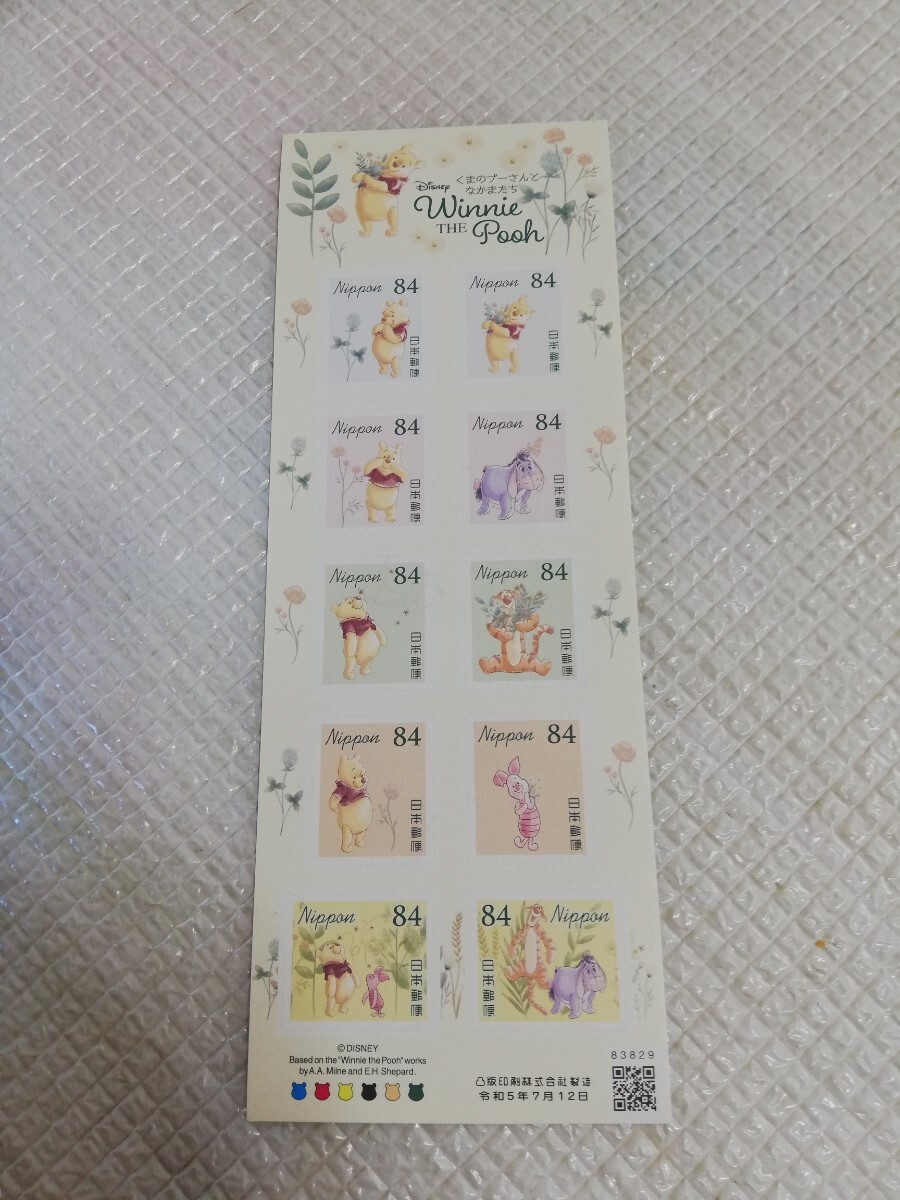 Disney
くまのプーさんと
なかまたち
Winnie
THE Pooh
Nippon 84
日本郵便
Nippon 84
日本郵便
Nippon 84
日本郵便
Nippon 84
日本郵便
Nippon 84
日本郵便
Nippon 84
日本郵便
Nippon 84
日本郵便
Nippon 84
日本郵便
Nippon 84
日本郵便
84 Nippon
日本郵便
©DISNEY
Based on the "Winnie the Pooh" works
by A.A. Milne and E.H. Shepard.
83829
凸版印刷株式会社製造
令和5年7月12日